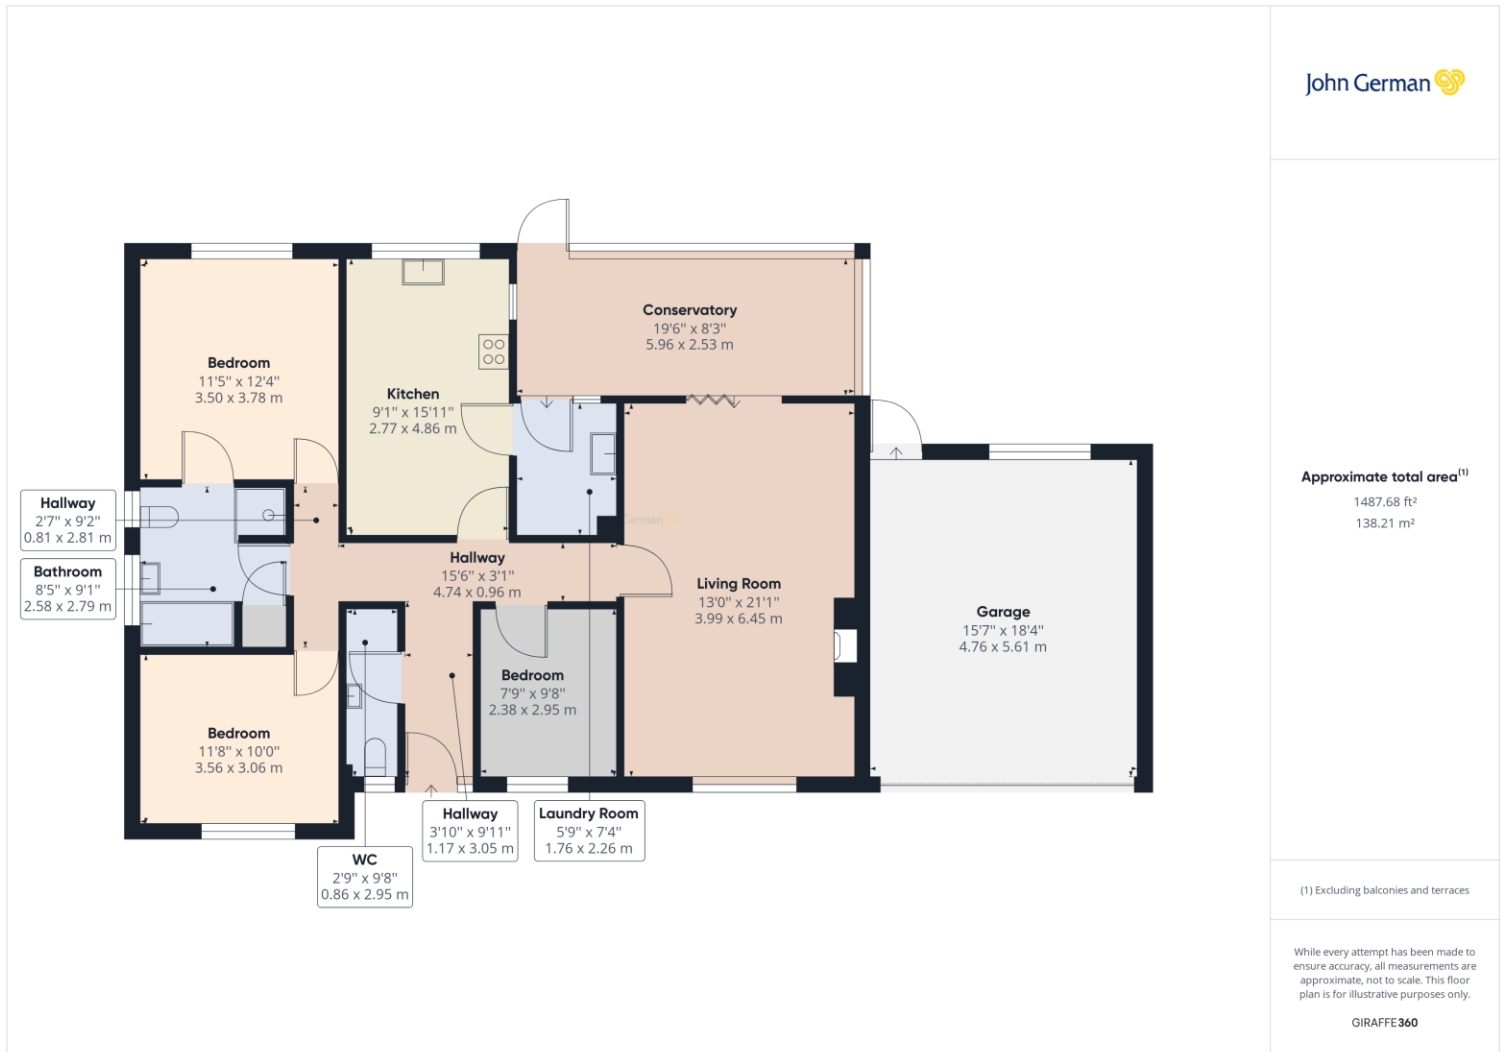 John German
Conservatory
19'6" x 8'3"
5.96 x 2.53 m
Bedroom
11'5" x 12'4"
3.50 x 3.78 m
Kitchen
9'1" x 15'11"
2.77 x 4.86 m
Hallway
2'7" x 9'2"
0.81 x 2.81 m
Bathroom
8'5" x 9'1"
2.58 x 2.79 m
German
Hallway
15'6" x 3'1"
4.74 x 0.96 m
Living Room
13'0" x 21'1"
3.99 x 6.45 m
Garage
15'7" x 18'4"
4.76 x 5.61 m
Bedroom
7'9" x 9'8"
2.38 x 2.95 m
Bedroom
11'8" x 10'0"
3.56 x 3.06 m
Hallway
3'10" x 9'11"
1.17 x 3.05 m
Laundry Room
5'9" x 7'4"
1.76 x 2.26 m
WC
2'9" x 9'8"
0.86 x 2.95 m
Approximate total area(1)
1487.68 ft²
138.21 m²
(1) Excluding balconies and terraces
While every attempt has been made to
ensure accuracy, all measurements are
approximate, not to scale. This floor
plan is for illustrative purposes only.
GIRAFFE360